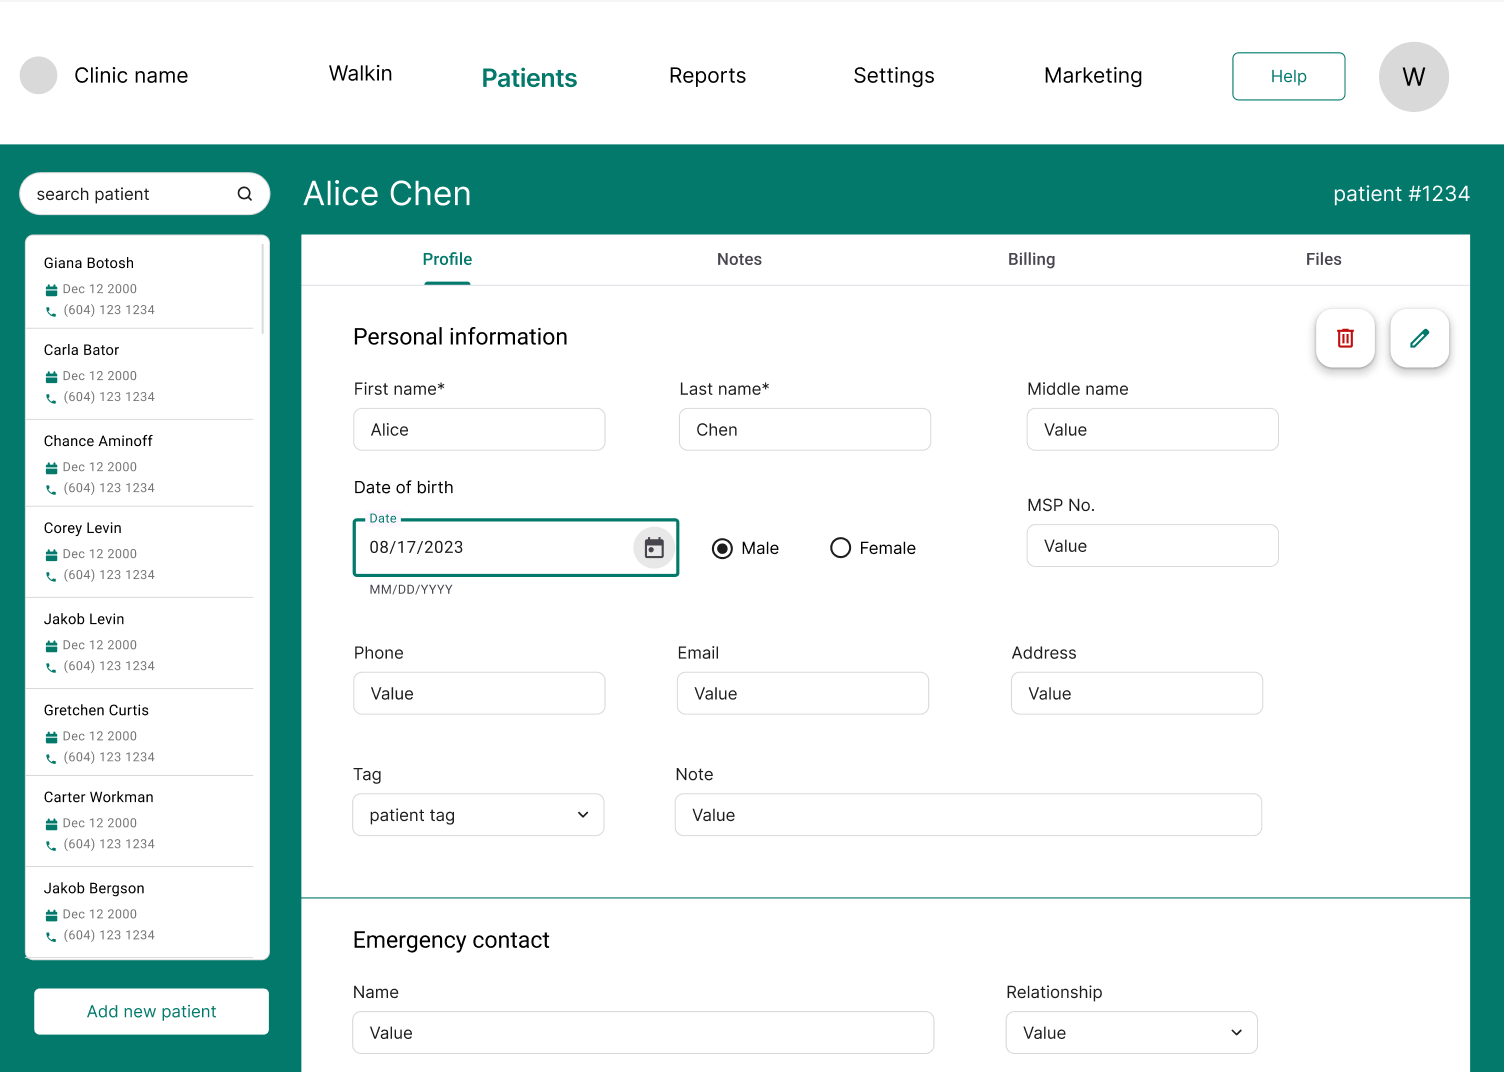 Clinic name
Walkin
Patients
Reports
Settings
Marketing
Help
W
search patient
Alice Chen
patient #1234
Giana Botosh
Dec 12 2000
(604) 123 1234
Carla Bator
Dec 12 2000
(604) 123 1234
Chance Aminoff
Dec 12 2000
(604) 123 1234
Corey Levin
Dec 12 2000
(604) 123 1234
Jakob Levin
Dec 12 2000
(604) 123 1234
Gretchen Curtis
Dec 12 2000
(604) 123 1234
Carter Workman
Dec 12 2000
(604) 123 1234
Jakob Bergson
Dec 12 2000
(604) 123 1234
Add new patient
Profile
Notes
Billing
Files
Personal information
First name*
Last name*
Middle name
Alice
Chen
Value
Date of birth
MSP No.
Date
08/17/2023
Male
Female
Value
MM/DD/YYYY
Phone
Email
Address
Value
Value
Value
Tag
Note
patient tag
Value
Emergency contact
Name
Relationship
Value
Value